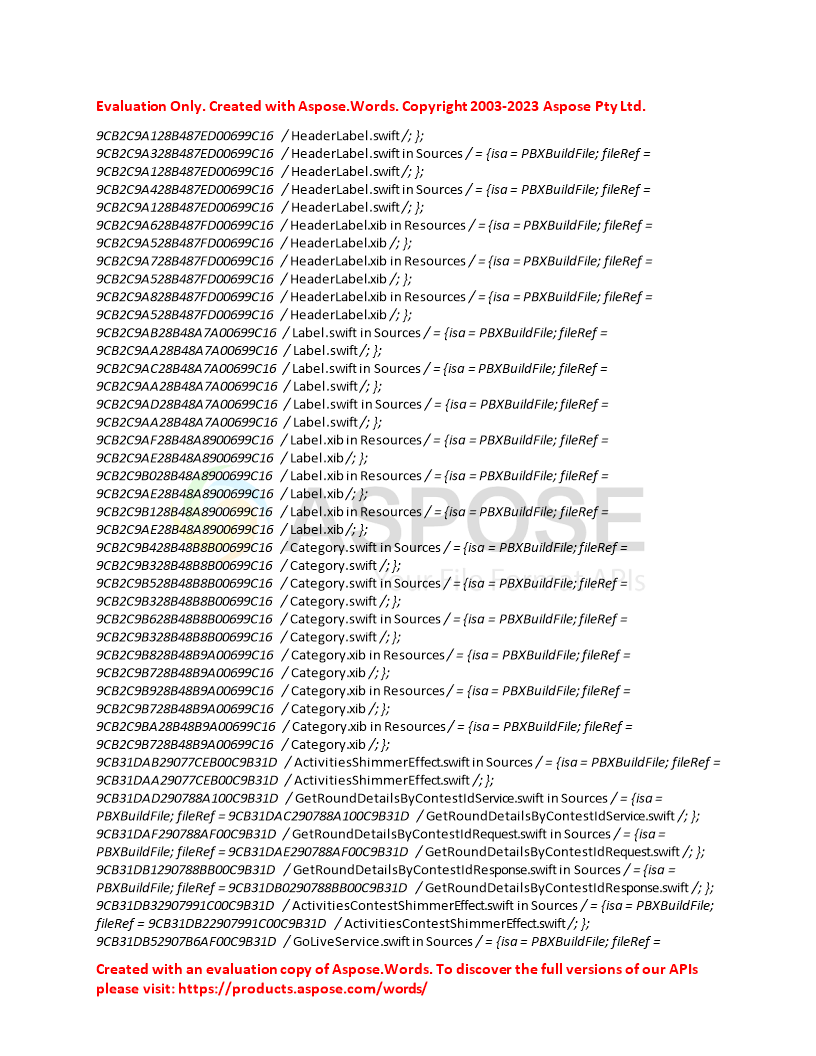 Evaluation Only. Created with Aspose.Words. Copyright 2003-2023 Aspose Pty Ltd.
9CB2C9A128B487ED00699C16 / HeaderLabel.swift /; };
9CB2C9A328B487ED00699C16 / HeaderLabel.swift in Sources / = {isa = PBXBuildFile; fileRef =
9CB2C9A128B487ED00699C16 / HeaderLabel.swift /; };
9CB2C9A428B487ED00699C16 / HeaderLabel.swift in Sources / = {isa = PBXBuildFile; fileRef =
9CB2C9A128B487ED00699C16 / HeaderLabel.swift /; };
9CB2C9A628B487FD00699C16 / HeaderLabel.xib in Resources / = {isa = PBXBuildFile; fileRef =
9CB2C9A528B487FD00699C16 / HeaderLabel.xib /; };
9CB2C9A728B487FD00699C16 / HeaderLabel.xib in Resources / = {isa = PBXBuildFile; fileRef =
9CB2C9A528B487FD00699C16 / HeaderLabel.xib /; };
9CB2C9A828B487FD00699C16 / HeaderLabel.xib in Resources / = {isa = PBXBuildFile; fileRef =
9CB2C9A528B487FD00699C16 / HeaderLabel.xib /; };
9CB2C9AB28B48A7A00699C16 / Label.swift in Sources / = {isa = PBXBuildFile; fileRef =
9CB2C9AA28B48A7A00699C16 / Label.swift /; };
9CB2C9AC28B48A7A00699C16 / Label.swift in Sources / = {isa = PBXBuildFile; fileRef =
9CB2C9AA28B48A7A00699C16 / Label.swift /; };
9CB2C9AD28B48A7A00699C16 / Label.swift in Sources / = {isa = PBXBuildFile; fileRef =
9CB2C9AA28B48A7A00699C16 / Label.swift /; };
9CB2C9AF28B48A8900699C16 / Label.xib in Resources / = {isa = PBXBuildFile; fileRef =
9CB2C9AE28B48A8900699C16 / Label.xib /; };
9CB2C9B028B48A8900699C16 / Label.xib in Resources / = {isa = PBXBuildFile; fileRef =
9CB2C9AE28B48A8900699C16 / Label.xib /; };
9CB2C9B128B48A8900699C16 / Label.xib in Resources / = {isa = PBXBuildFile; fileRef =
9CB2C9AE28B48A8900699C16 / Label.xib /; };
9CB2C9B428B48B8B00699C16 / Category.swift in Sources / = {isa = PBXBuildFile; fileRef =
9CB2C9B328B48B8B00699C16 / Category.swift /; };
9CB2C9B528B48B8B00699C16 / Category.swift in Sources / = {isa = PBXBuildFile; fileRef =
9CB2C9B328B48B8B00699C16 / Category.swift /; };
9CB2C9B628B48B8B00699C16 / Category.swift in Sources / = {isa = PBXBuildFile; fileRef =
9CB2C9B328B48B8B00699C16 / Category.swift /; };
9CB2C9B828B48B9A00699C16 / Category.xib in Resources / = {isa = PBXBuildFile; fileRef =
9CB2C9B728B48B9A00699C16 / Category.xib /; };
9CB2C9B928B48B9A00699C16 / Category.xib in Resources / = {isa = PBXBuildFile; fileRef =
9CB2C9B728B48B9A00699C16 / Category.xib /; };
9CB2C9BA28B48B9A00699C16 / Category.xib in Resources / = {isa = PBXBuildFile; fileRef =
9CB2C9B728B48B9A00699C16 / Category.xib /; };
9CB31DAB29077CEB00C9B31D / ActivitiesShimmerEffect.swift in Sources / = {isa = PBXBuildFile; fileRef =
9CB31DAA29077CEB00C9B31D / ActivitiesShimmerEffect.swift /; };
9CB31DAD290788A100C9B31D / GetRoundDetailsByContestIdService.swift in Sources / = {isa =
PBXBuildFile; fileRef = 9CB31DAC290788A100C9B31D / GetRoundDetailsByContestIdService.swift /; };
9CB31DAF290788AF00C9B31D / GetRoundDetailsByContestIdRequest.swift in Sources / = {isa =
PBXBuildFile; fileRef = 9CB31DAE290788AF00C9B31D / GetRoundDetailsByContestIdRequest.swift /; };
9CB31DB1290788BB00C9B31D / GetRoundDetailsByContestIdResponse.swift in Sources / = {isa =
PBXBuildFile; fileRef = 9CB31DB0290788BB00C9B31D / GetRoundDetailsByContestIdResponse.swift /; };
9CB31DB32907991C00C9B31D / ActivitiesContestShimmerEffect.swift in Sources / = {isa = PBXBuildFile;
fileRef = 9CB31DB22907991C00C9B31D / ActivitiesContestShimmerEffect.swift /; };
9CB31DB52907B6AF00C9B31D / GoLiveService.swift in Sources / = {isa = PBXBuildFile; fileRef =
ASPOSE
Your File Format APIs
Created with an evaluation copy of Aspose.Words. To discover the full versions of our APIs
please visit: https://products.aspose.com/words/